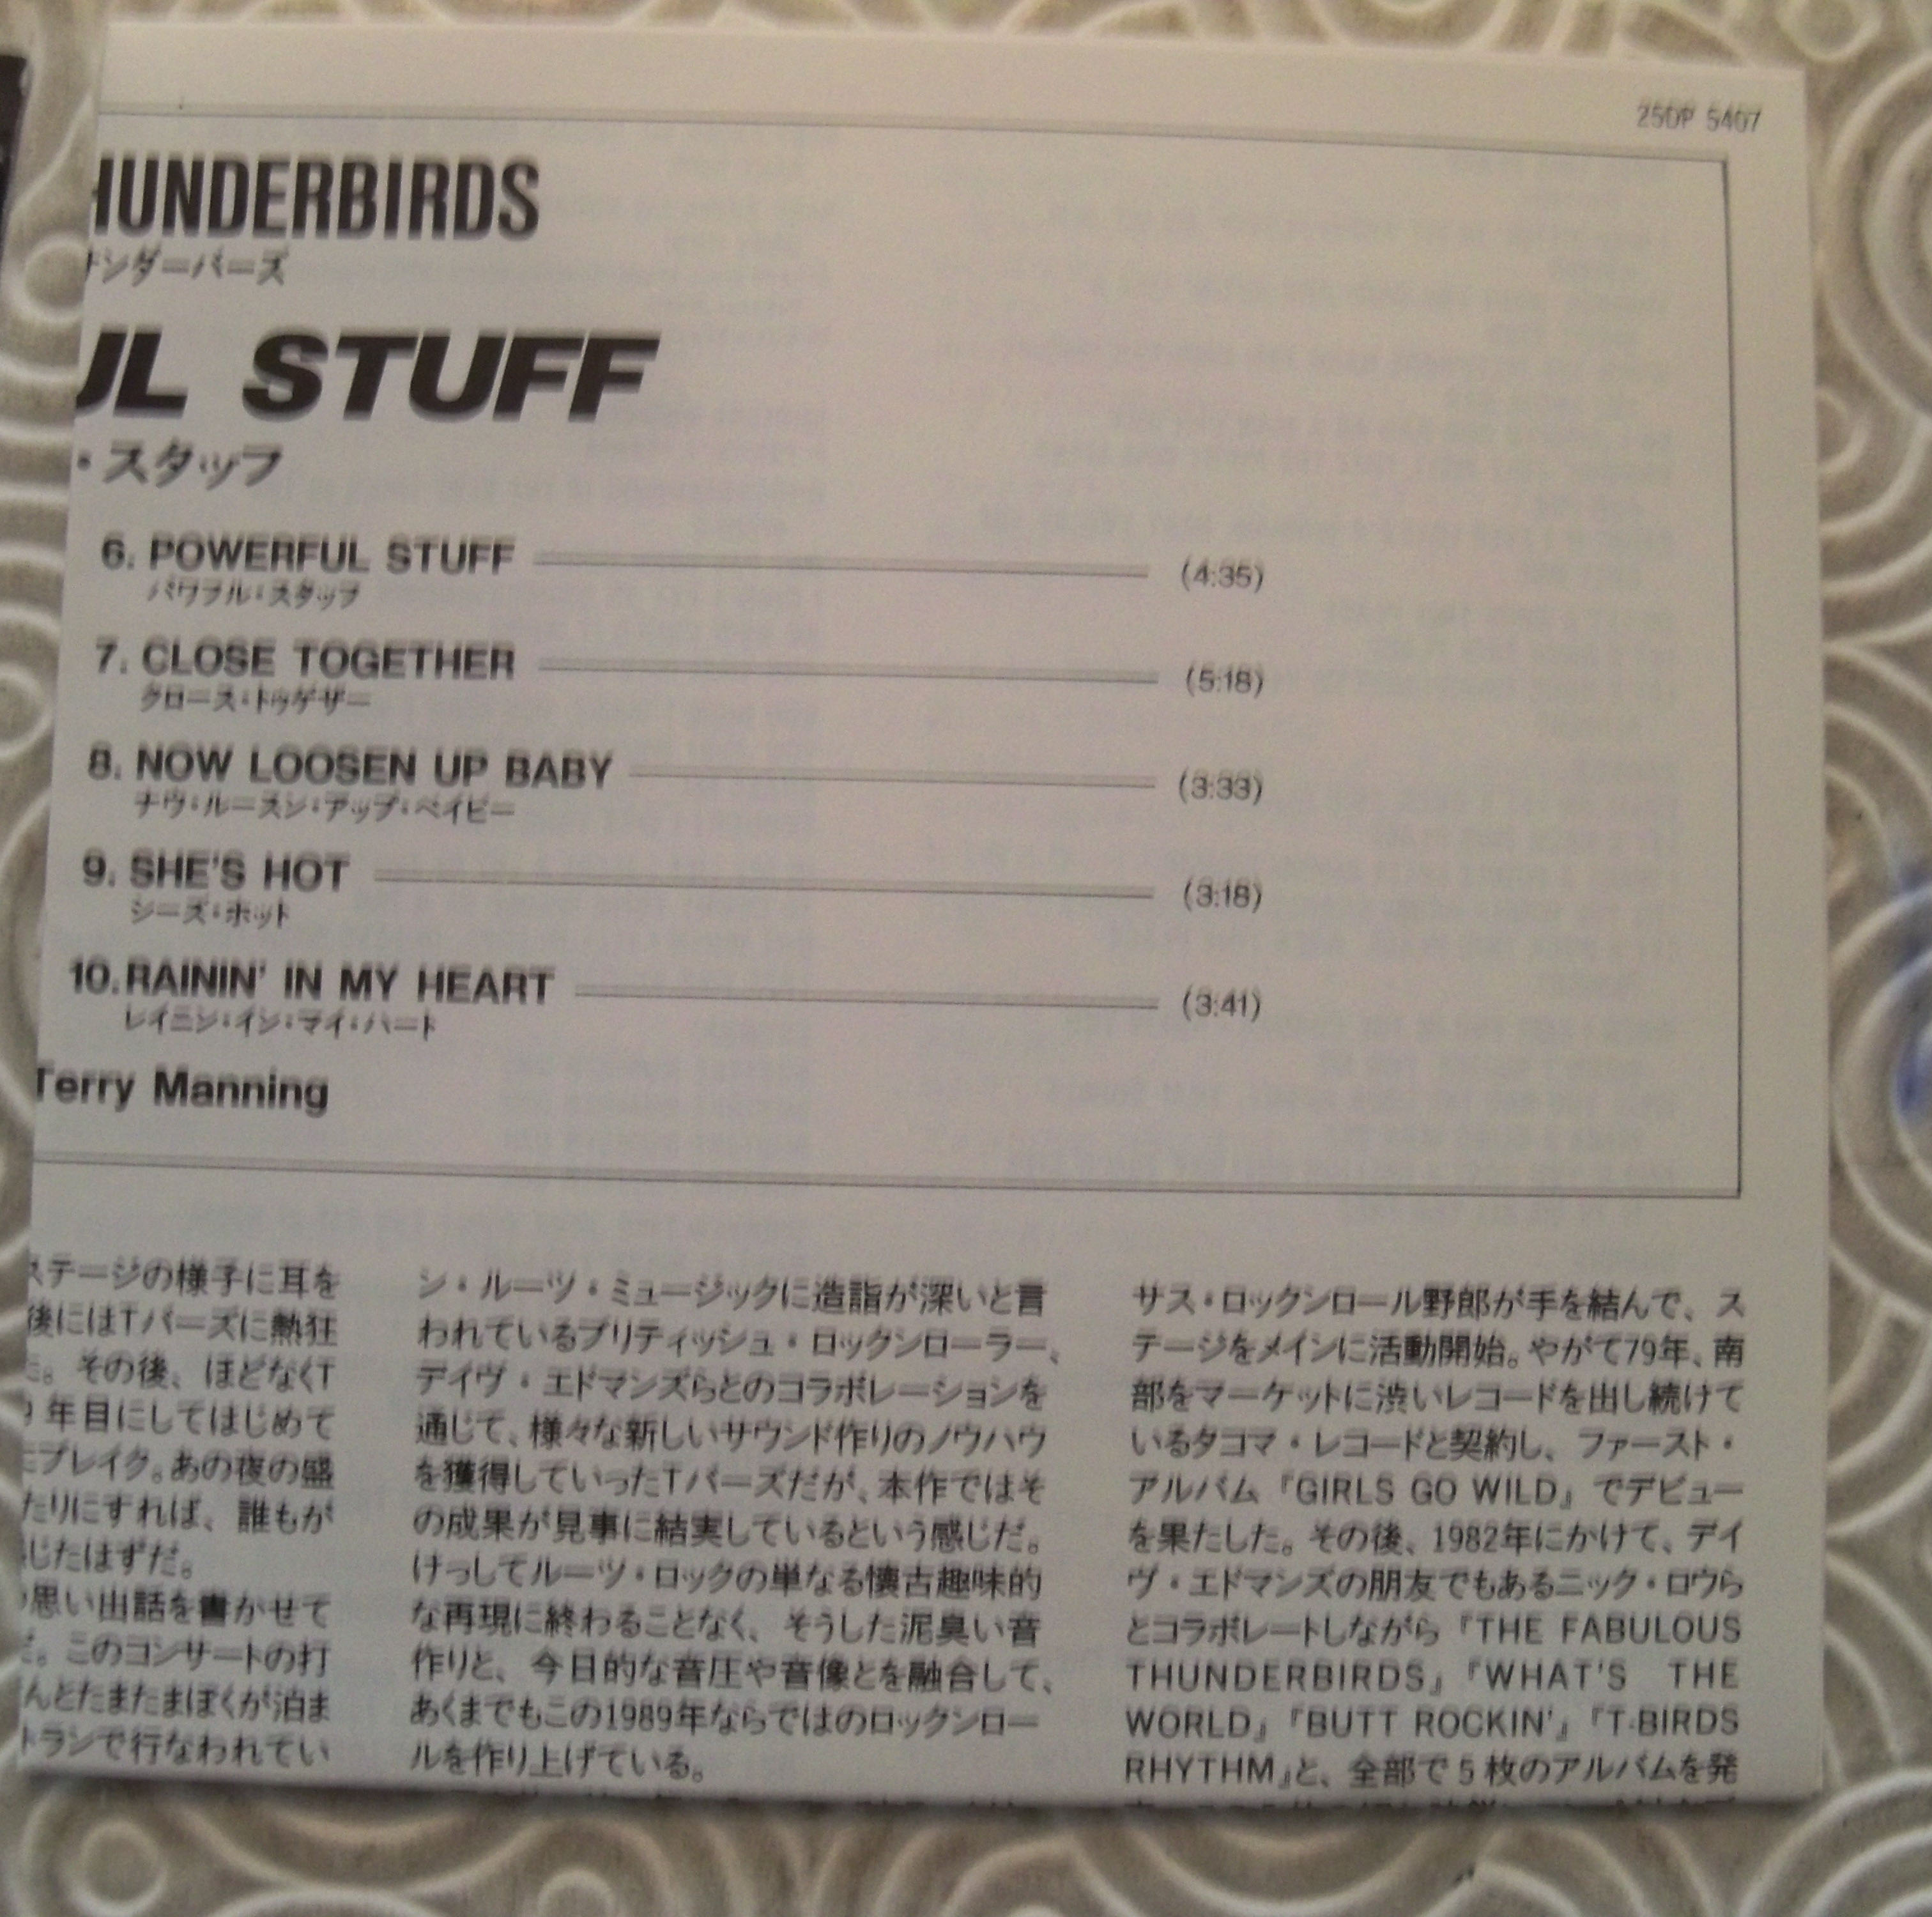 25DP 5407
HUNDERBIRDS
サンダーバーズ
UL STUFF
・スタッフ
6. POWERFUL STUFF (4:35)
パワフル・スタッフ
7. CLOSE TOGETHER (5:18)
クロース・トゥゲザー
8. NOW LOOSEN UP BABY (3:33)
ナウ・ルースン・アップ・ベイビー
9. SHE'S HOT (3:18)
シーズ・ホット
10. RAININ' IN MY HEART (3:41)
レイニン・イン・マイ・ハート
Terry Manning
ステージの様子に耳を
後にはTバーズに熱狂
た。その後、ほどなくT
9年目にしてはじめて
にブレイク。あの夜の盛
たりにすれば、誰もが
じたはずだ。
思い出話を書かせて
だ。このコンサートの打
んとたまたまぼくが泊ま
トランで行なわれてい
ン・ルーツ・ミュージックに造詣が深いと言
われているブリティッシュ・ロックンローラー、
デイヴ・エドマンズらとのコラボレーションを
通じて、様々な新しいサウンド作りのノウハウ
を獲得していったTバーズだが、本作ではそ
の成果が見事に結実しているという感じだ。
けっしてルーツ・ロックの単なる懐古趣味的
な再現に終わることなく、そうした泥臭い音
作りと、今日的な音圧や音像とを融合して、
あくまでもこの1989年ならではのロックンロー
ルを作り上げている。
サス・ロックンロール野郎が手を結んで、ス
テージをメインに活動開始。やがて79年、南
部をマーケットに渋いレコードを出し続けて
いるタコマ・レコードと契約し、ファースト・
アルバム『GIRLS GO WILD』でデビュー
を果たした。その後、1982年にかけて、デイ
ヴ・エドマンズの朋友でもあるニック・ロウら
とコラボレートしながら『THE FABULOUS
THUNDERBIRDS』『WHAT'S THE
WORLD』『BUTT ROCKIN'』『T-BIRDS
RHYTHM』と、全部で5枚のアルバムを発